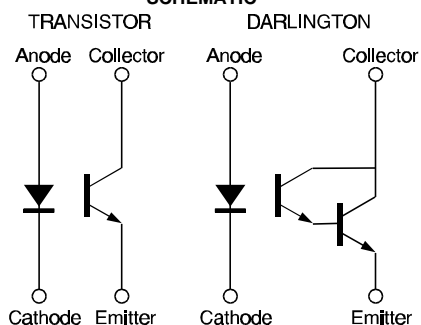 SCHEMATIC
TRANSISTOR DARLINGTON
Anode Collector Anode Collector
Cathode Emitter Cathode Emitter